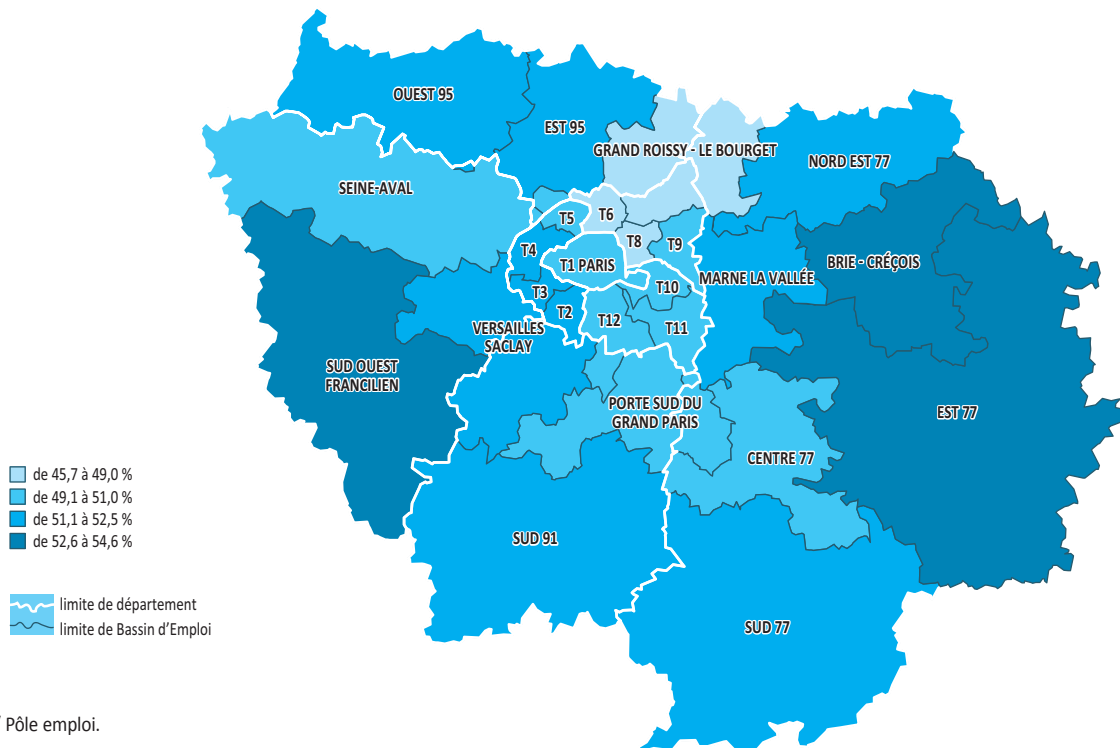 OUEST 95
EST 95
GRAND ROISSY - LE BOURGET
NORD EST 77
SEINE-AVAL
T5
T6
T8
T9
T4
T1 PARIS
BRIE - CRÉÇOIS
MARNE LA VALLÉE
T10
T3
T2
T12
T11
VERSAILLES
SACLAY
SUD OUEST
FRANCILIEN
PORTE SUD DU
GRAND PARIS
EST 77
CENTRE 77
de 45,7 à 49,0 %
de 49,1 à 51,0 %
de 51,1 à 52,5 %
de 52,6 à 54,6 %
SUD 91
limite de département
limite de Bassin d'Emploi
SUD 77
Pôle emploi.